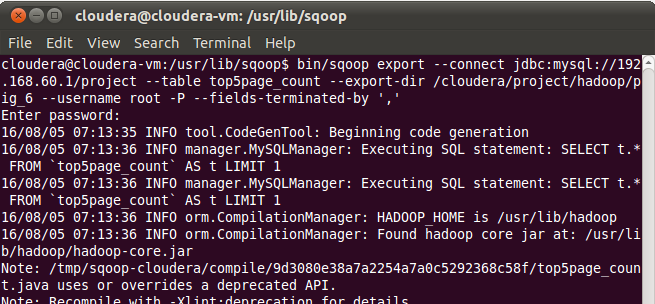 cloudera@cloudera-vm: /usr/lib/sqoop
File Edit View Search Terminal Help
cloudera@cloudera-vm:/usr/lib/sqoop$ bin/sqoop export --connect jdbc:mysql://192
.168.60.1/project --table top5page_count --export-dir /cloudera/project/hadoop/p
ig_6 --username root -P --fields-terminated-by ','
Enter password:
16/08/05 07:13:35 INFO tool.CodeGenTool: Beginning code generation
16/08/05 07:13:36 INFO manager.MySQLManager: Executing SQL statement: SELECT t.*
 FROM `top5page_count` AS t LIMIT 1
16/08/05 07:13:36 INFO manager.MySQLManager: Executing SQL statement: SELECT t.*
 FROM `top5page_count` AS t LIMIT 1
16/08/05 07:13:36 INFO orm.CompilationManager: HADOOP_HOME is /usr/lib/hadoop
16/08/05 07:13:36 INFO orm.CompilationManager: Found hadoop core jar at: /usr/li
b/hadoop/hadoop-core.jar
Note: /tmp/sqoop-cloudera/compile/9d3080e38a7a2254a7a0c5292368c58f/top5page_coun
t.java uses or overrides a deprecated API.
Note: Recompile with -Xlint:deprecation for details